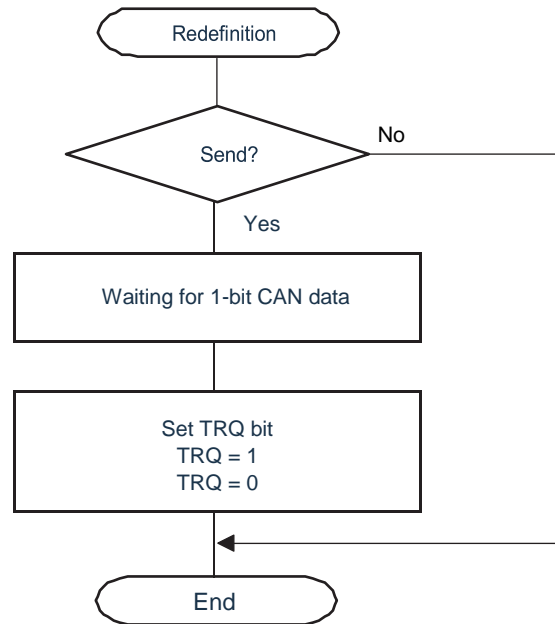 Redefinition
Send?
No
Yes
Waiting for 1-bit CAN data
Set TRQ bit
TRQ = 1
TRQ = 0
End